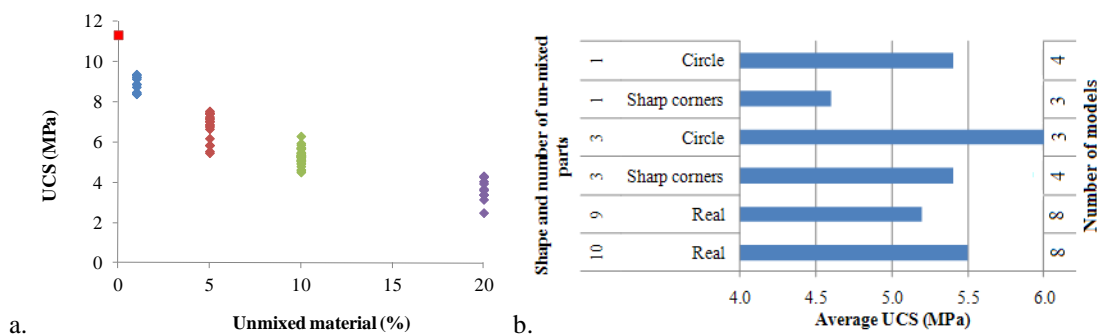 12
10
8
6
4
2
0
UCS (MPa)
0 5 10 15 20
Unmixed material (%)
a.
Shape and number of un-mixed
parts
1 Circle 4
1 Sharp corners 3
3 Circle 3
3 Sharp corners 4
9 Real 8
10 Real 8
Number of models
4.0 4.5 5.0 5.5 6.0
Average UCS (MPa)
b.